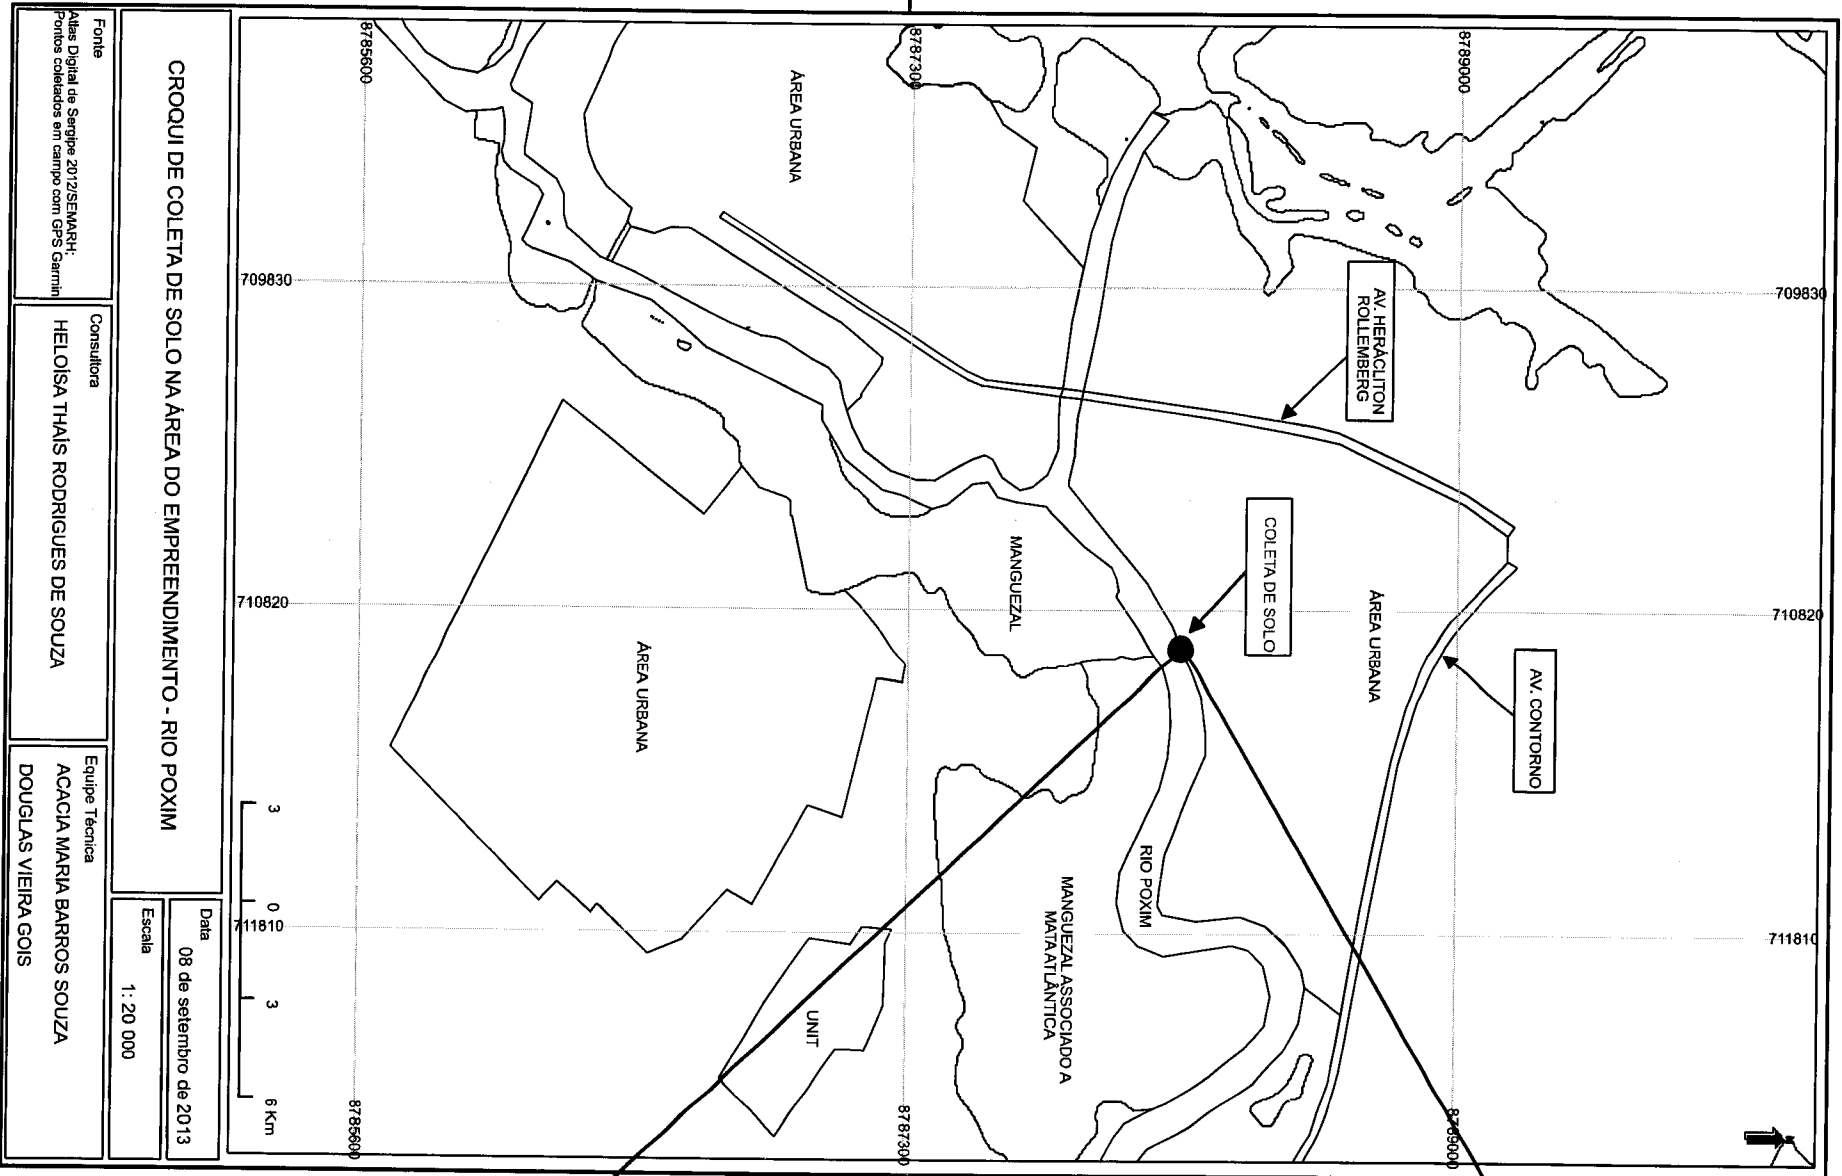 709830
710820
711810
8789000
8789000
AV. HERÁCLITON
ROLLEMBERG
AV. CONTORNO
ÁREA URBANA
COLETA DE SOLO
RIO POXIM
MANGUEZAL ASSOCIADO A
MATA ATLÂNTICA
MANGUEZAL
8787300
8787300
ÁREA URBANA
UNIT
ÁREA URBANA
8785600
8785600
709830
710820
711810
3 0 3 6 Km
CROQUI DE COLETA DE SOLO NA ÁREA DO EMPREENDIMENTO - RIO POXIM
Data
08 de setembro de 2013
Escala
1: 20 000
Fonte
Atlas Digital de Sergipe 2012/SEMARH;
Pontos coletados em campo com GPS Garmin
Consultora
HELOÍSA THAÍS RODRIGUES DE SOUZA
Equipe Técnica
ACACIA MARIA BARROS SOUZA
DOUGLAS VIEIRA GOIS